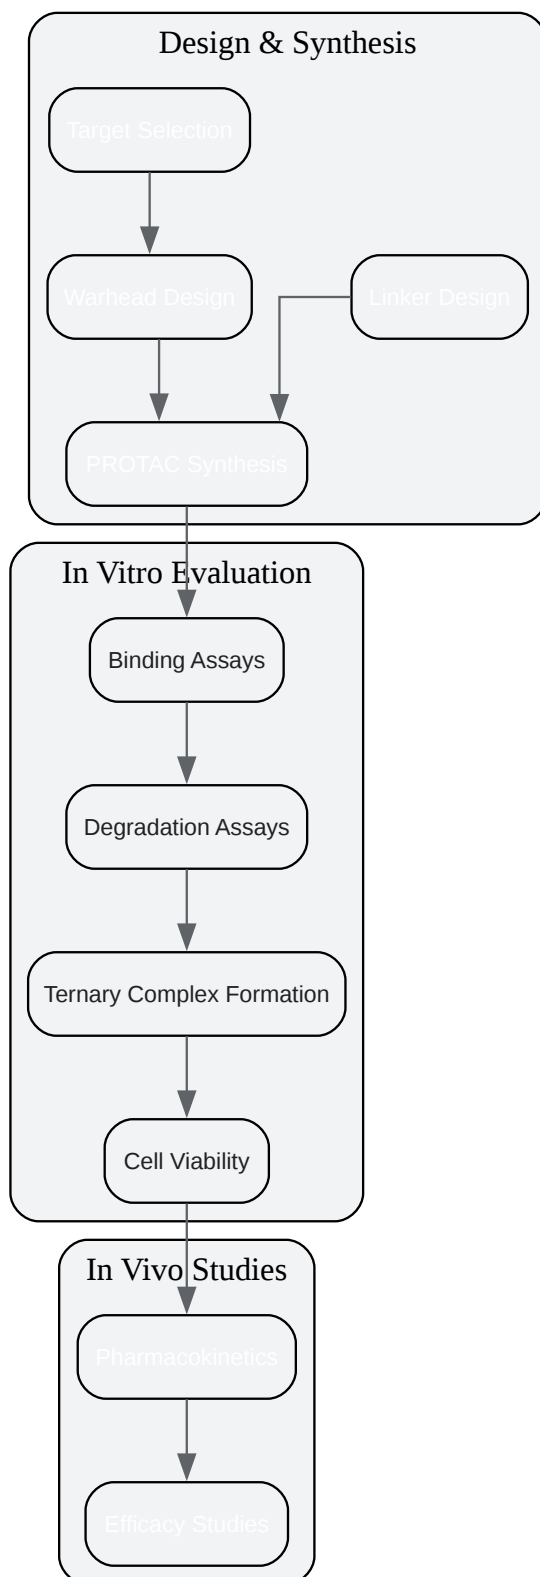 Design & Synthesis
Target Selection
Warhead Design
Linker Design
PROTAC Synthesis
In Vitro Evaluation
Binding Assays
Degradation Assays
Ternary Complex Formation
Cell Viability
In Vivo Studies
Pharmacokinetics
Efficacy Studies